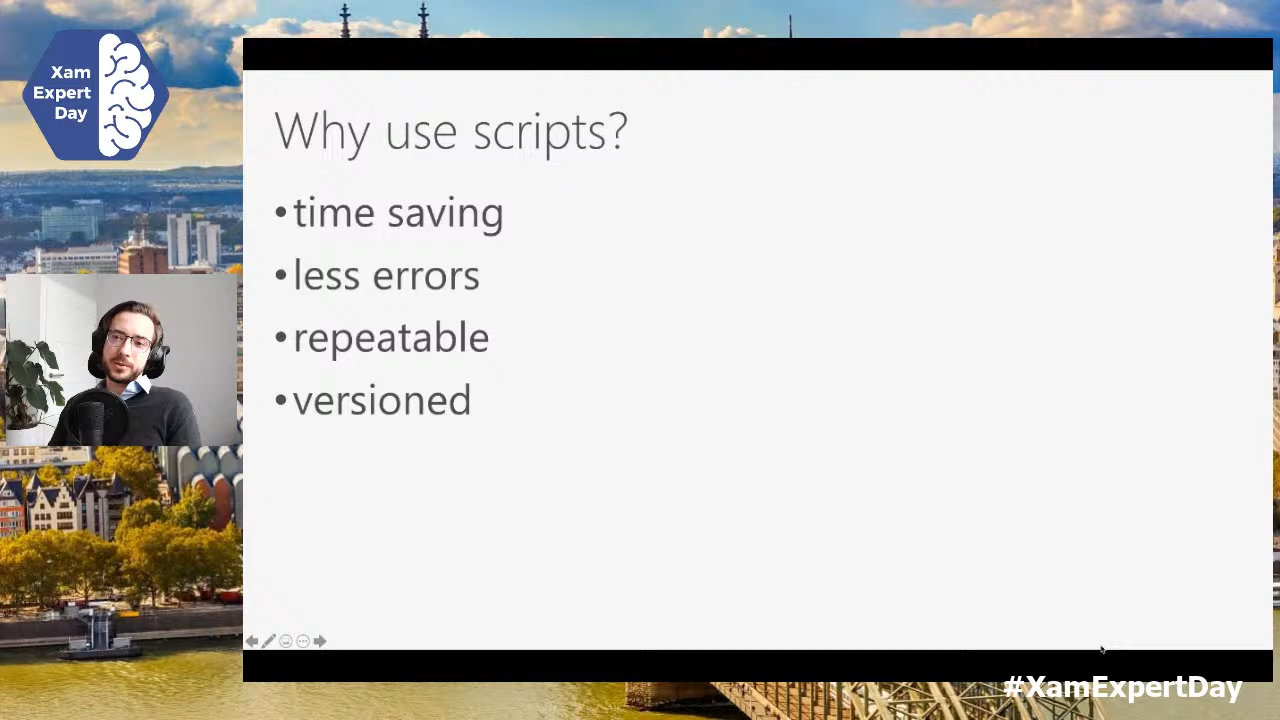 Xam
Expert
Day
Why use scripts?
•time saving
•less errors
•repeatable
•versioned
#XamExpertDay